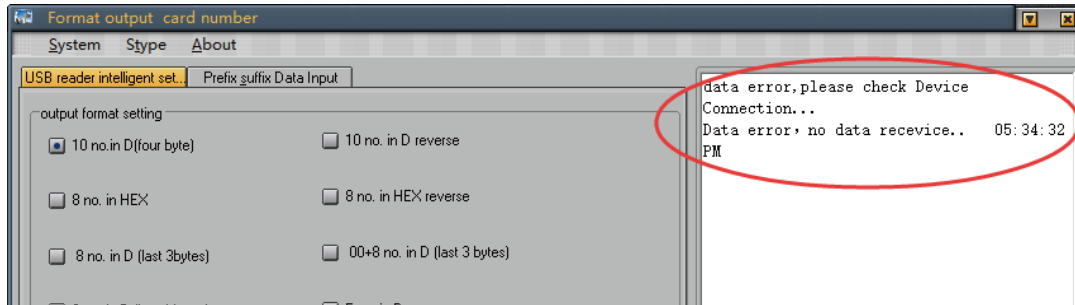 Format output card number
System Stype About
USB reader intelligent set... Prefix suffix Data Input
output format setting
10 no.in D(four byte) 10 no. in D reverse
8 no. in HEX 8 no. in HEX reverse
8 no. in D (last 3bytes) 00+8 no. in D (last 3 bytes)
data error,please check Device
Connection...
Data error, no data recevice.. 05:34:32
PM